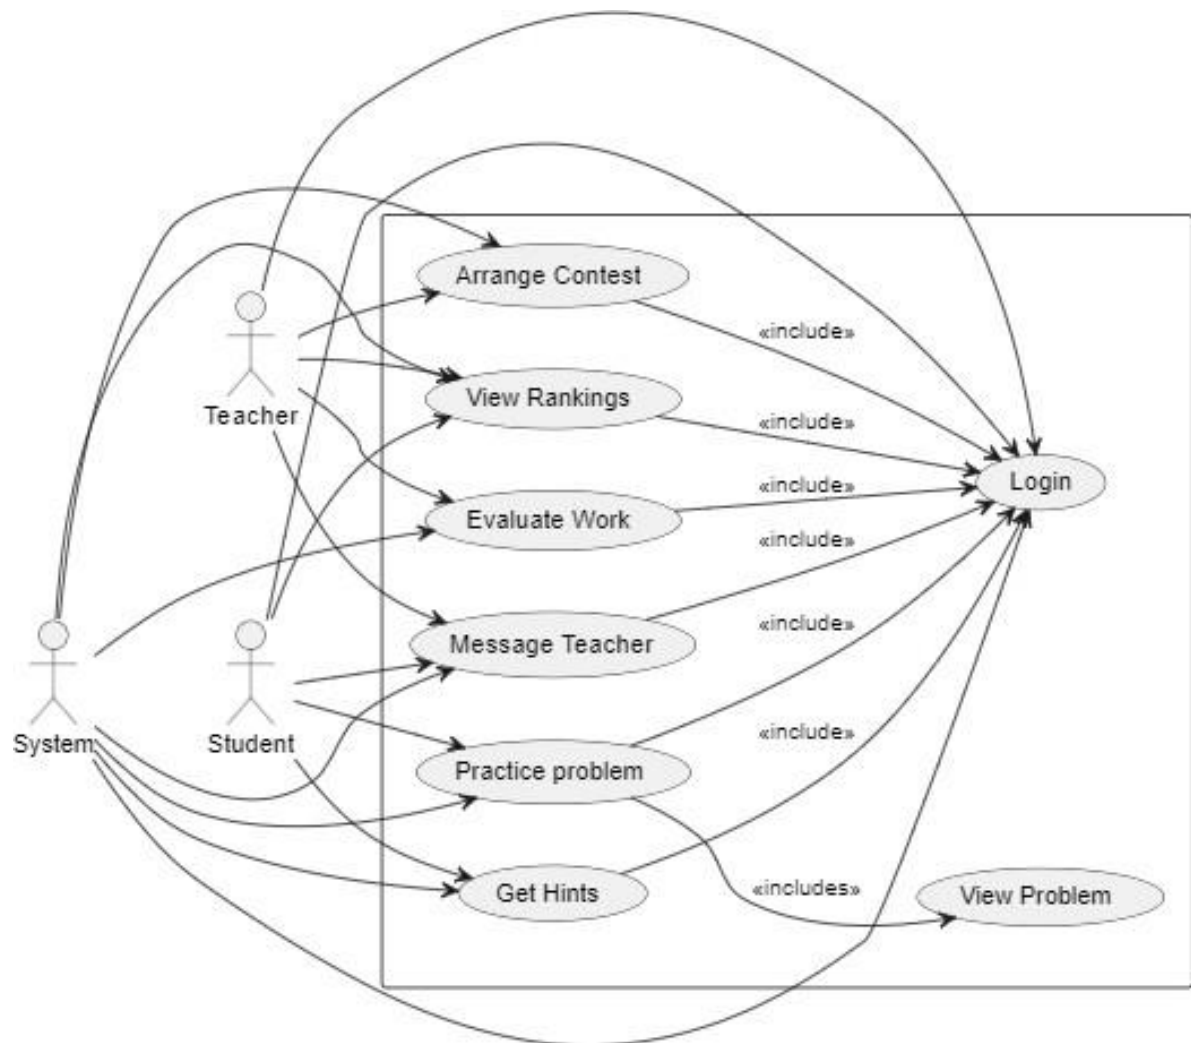 Arrange Contest
«include»
View Rankings
Teacher
«include»
Login
«include»
Evaluate Work
«include»
«include»
Message Teacher
System
Student
«include»
Practice problem
«includes»
Get Hints
View Problem